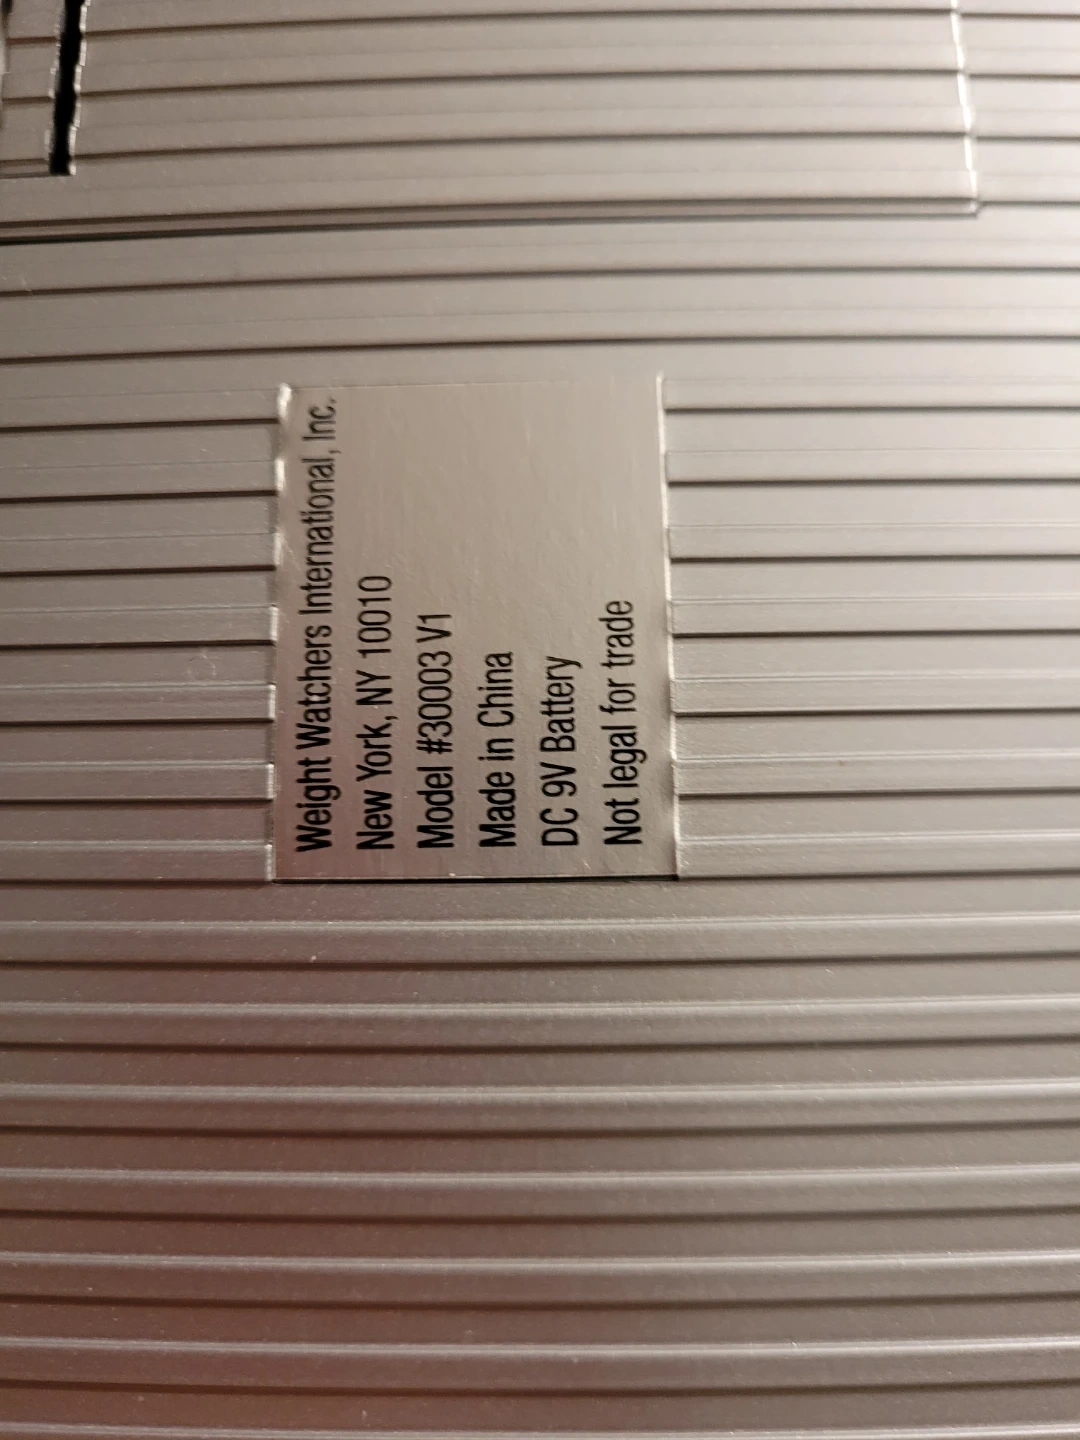 Weight Watchers International, Inc.
New York, NY 10010
Model #30003 V1
Made in China
DC 9V Battery
Not legal for trade